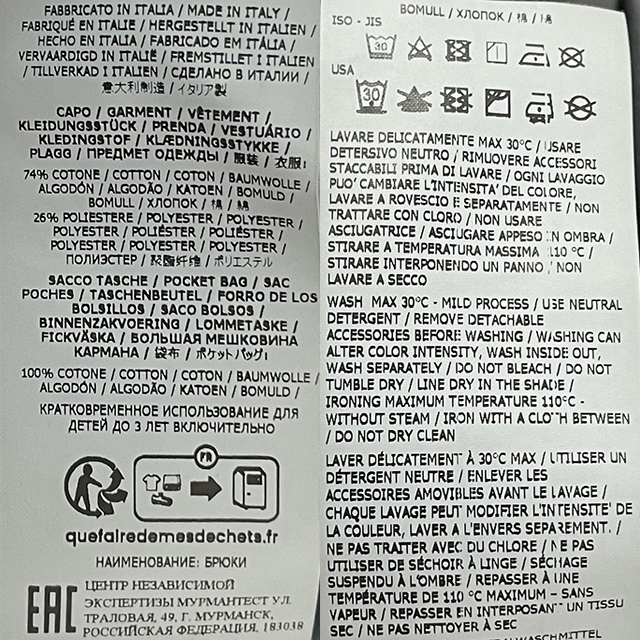 FABBRICATO IN ITALIA / MADE IN ITALY /
FABRIQUÉ EN ITALIE / HERGESTELLT IN ITALIEN /
HECHO EN ITALIA / FABRICADO EM ITÁLIA /
VERVAARDIGD IN ITALIË / FREMSTILLET I ITALIEN
/ TILLVERKAD I ITALIEN / СДЕЛАНО В ИТАЛИИ /
意大利制造 / イタリア製
CAPO / GARMENT / VÊTEMENT /
KLEIDUNGSSTÜCK / PRENDA / VESTUÁRIO /
KLEDINGSTOF / KLÆDNINGSSTYKKE /
PLAGG / ПРЕДМЕТ ОДЕЖДЫ / 服装 / 衣服:
74% COTONE / COTTON / COTON / BAUMWOLLE /
ALGODÓN / ALGODÃO / KATOEN / BOMULD /
BOMULL / ХЛОПОК / 棉 / 綿
26% POLIESTERE / POLYESTER / POLYESTER /
POLYESTER / POLIÉSTER / POLIÉSTER /
POLYESTER / POLYESTER / POLYESTER /
ПОЛИЭСТЕР / 聚酯纤维 / ポリエステル
SACCO TASCHE / POCKET BAG / SAC
POCHES / TASCHENBEUTEL / FORRO DE LOS
BOLSILLOS / SACO BOLSOS /
BINNENZAKVOERING / LOMMETASKE /
FICKVÄSKA / БОЛЬШАЯ МЕШКОВИНА
КАРМАНА / 袋布 / ポケットバッグ:
100% COTONE / COTTON / COTON / BAUMWOLLE /
ALGODÓN / ALGODÃO / KATOEN / BOMULD /
КРАТКОВРЕМЕННОЕ ИСПОЛЬЗОВАНИЕ ДЛЯ
ДЕТЕЙ ДО 3 ЛЕТ ВКЛЮЧИТЕЛЬНО
FR
quefairedemesdechets.fr
НАИМЕНОВАНИЕ: БРЮКИ
EAC
ЦЕНТР НЕЗАВИСИМОЙ
ЭКСПЕРТИЗЫ МУРМАНТЕСТ УЛ.
ТРАЛОВАЯ, 49, Г. МУРМАНСК,
РОССИЙСКАЯ ФЕДЕРАЦИЯ, 183038
BOMULL / ХЛОПОК / 棉 / 綿
ISO - JIS
30
USA
30
LAVARE DELICATAMENTE MAX 30°C / USARE
DETERSIVO NEUTRO / RIMUOVERE ACCESSORI
STACCABILI PRIMA DI LAVARE / OGNI LAVAGGIO
PUO' CAMBIARE L'INTENSITA' DEL COLORE,
LAVARE A ROVESCIO E SEPARATAMENTE / NON
TRATTARE CON CLORO / NON USARE
ASCIUGATRICE / ASCIUGARE APPESO IN OMBRA /
STIRARE A TEMPERATURA MASSIMA 110 °C /
STIRARE INTERPONENDO UN PANNO / NON
LAVARE A SECCO
WASH MAX 30°C - MILD PROCESS / USE NEUTRAL
DETERGENT / REMOVE DETACHABLE
ACCESSORIES BEFORE WASHING / WASHING CAN
ALTER COLOR INTENSITY, WASH INSIDE OUT,
WASH SEPARATELY / DO NOT BLEACH / DO NOT
TUMBLE DRY / LINE DRY IN THE SHADE /
IRONING MAXIMUM TEMPERATURE 110°C -
WITHOUT STEAM / IRON WITH A CLOTH BETWEEN
/ DO NOT DRY CLEAN
LAVER DÉLICATEMENT À 30°C MAX / UTILISER UN
DÉTERGENT NEUTRE / ENLEVER LES
ACCESSOIRES AMOVIBLES AVANT LE LAVAGE /
CHAQUE LAVAGE PEUT MODIFIER L'INTENSITE' DE
LA COULEUR, LAVER A L'ENVERS SEPAREMENT. /
NE PAS TRAITER AVEC DU CHLORE / NE PAS
UTILISER DE SÉCHOIR À LINGE / SÉCHAGE
SUSPENDU À L'OMBRE / REPASSER À UNE
TEMPÉRATURE DE 110 °C MAXIMUM - SANS
VAPEUR / REPASSER EN INTERPOSANT UN TISSU
SEC / NE PAS NETTOYER À SEC